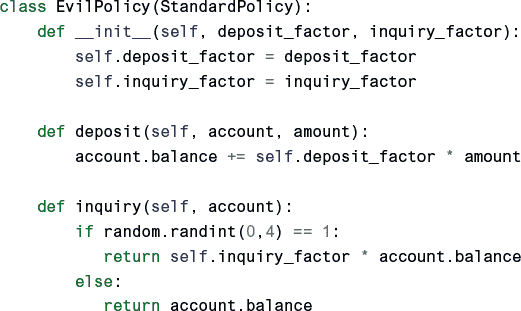 class EvilPolicy(StandardPolicy):
    def __init__(self, deposit_factor, inquiry_factor):
        self.deposit_factor = deposit_factor
        self.inquiry_factor = inquiry_factor

    def deposit(self, account, amount):
        account.balance += self.deposit_factor * amount

    def inquiry(self, account):
        if random.randint(0,4) == 1:
           return self.inquiry_factor * account.balance
        else:
           return account.balance